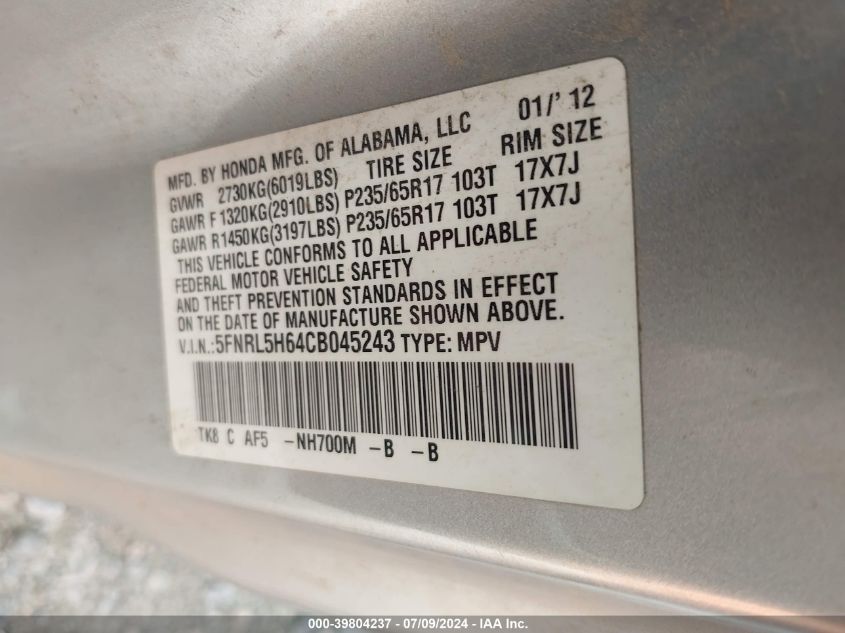 MFD. BY HONDA MFG. OF ALABAMA, LLC 01/' 12
GVWR 2730KG(6019LBS) TIRE SIZE RIM SIZE
GAWR F 1320KG(2910LBS) P235/65R17 103T 17X7J
GAWR R1450KG(3197LBS) P235/65R17 103T 17X7J
THIS VEHICLE CONFORMS TO ALL APPLICABLE
FEDERAL MOTOR VEHICLE SAFETY
AND THEFT PREVENTION STANDARDS IN EFFECT
ON THE DATE OF MANUFACTURE SHOWN ABOVE.
V.I.N.:5FNRL5H64CB045243 TYPE: MPV
TK8 C AF5 -NH700M -B -B
000-39804237 - 07/09/2024 - IAA Inc.